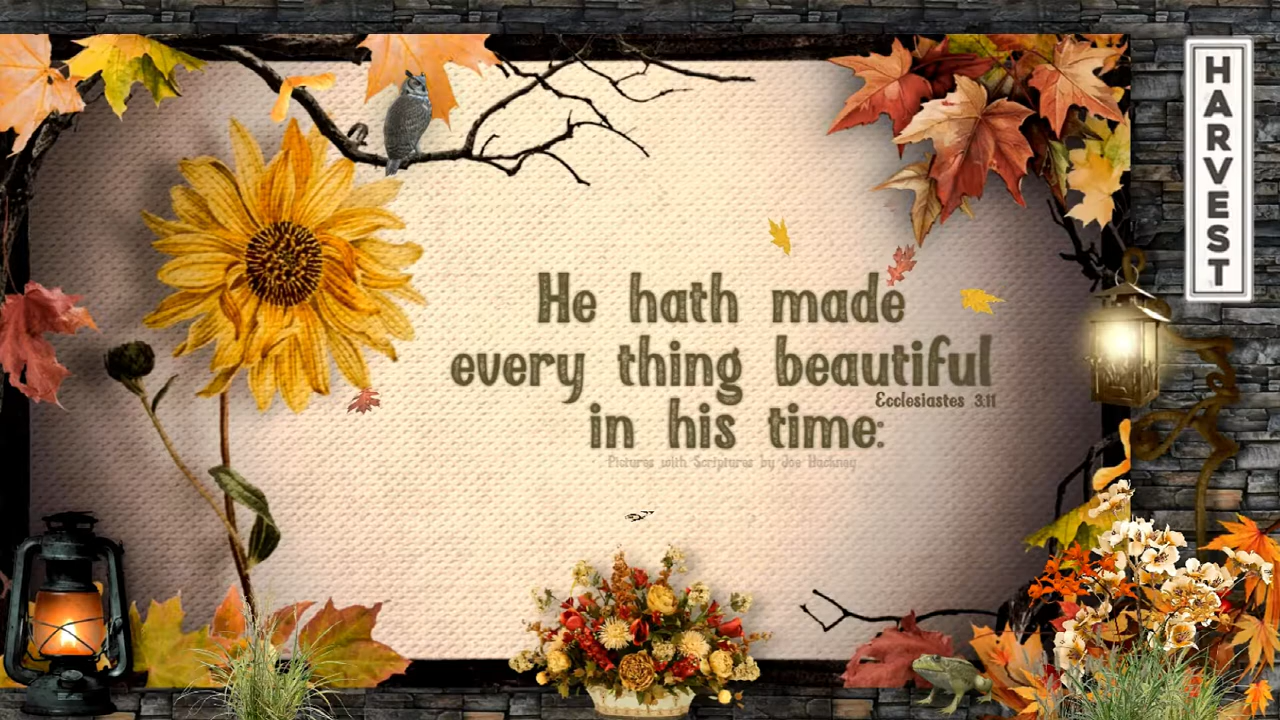 HARVEST
He hath made
every thing beautiful
Ecclesiastes 3:11
in his time:
Pictures with Scriptures by Joe Hackney